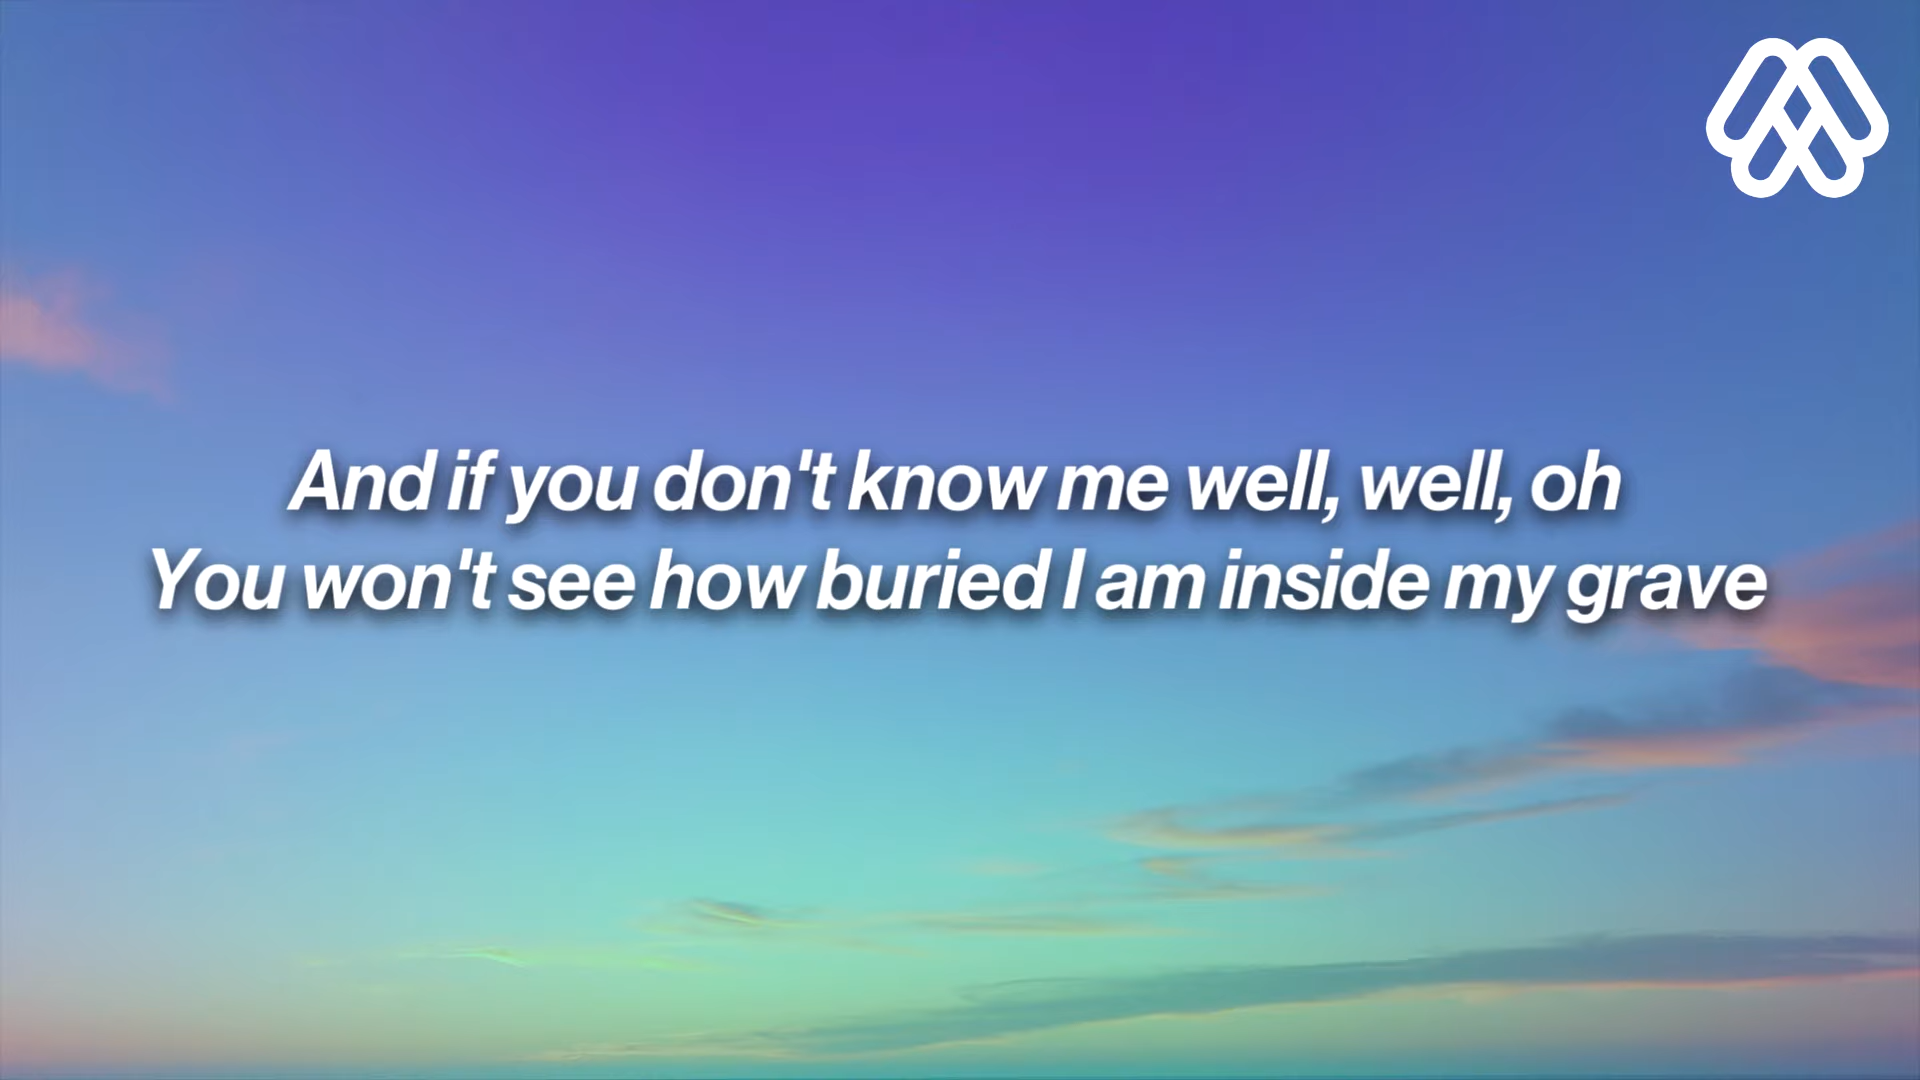 And if you don't know me well, well, oh
You won't see how buried I am inside my grave